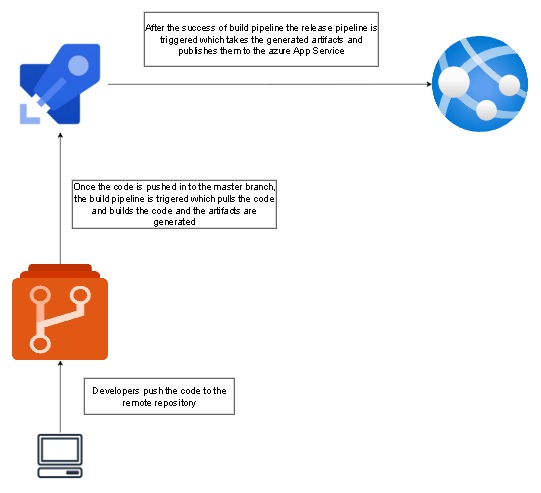 After the success of build pipeline the release pipeline is
triggered which takes the generated artifacts and
publishes them to the azure App Service
Once the code is pushed in to the master branch,
the build pipeline is trigered which pulls the code
and builds the code and the artifacts are
generated
Developers push the code to the
remote repository